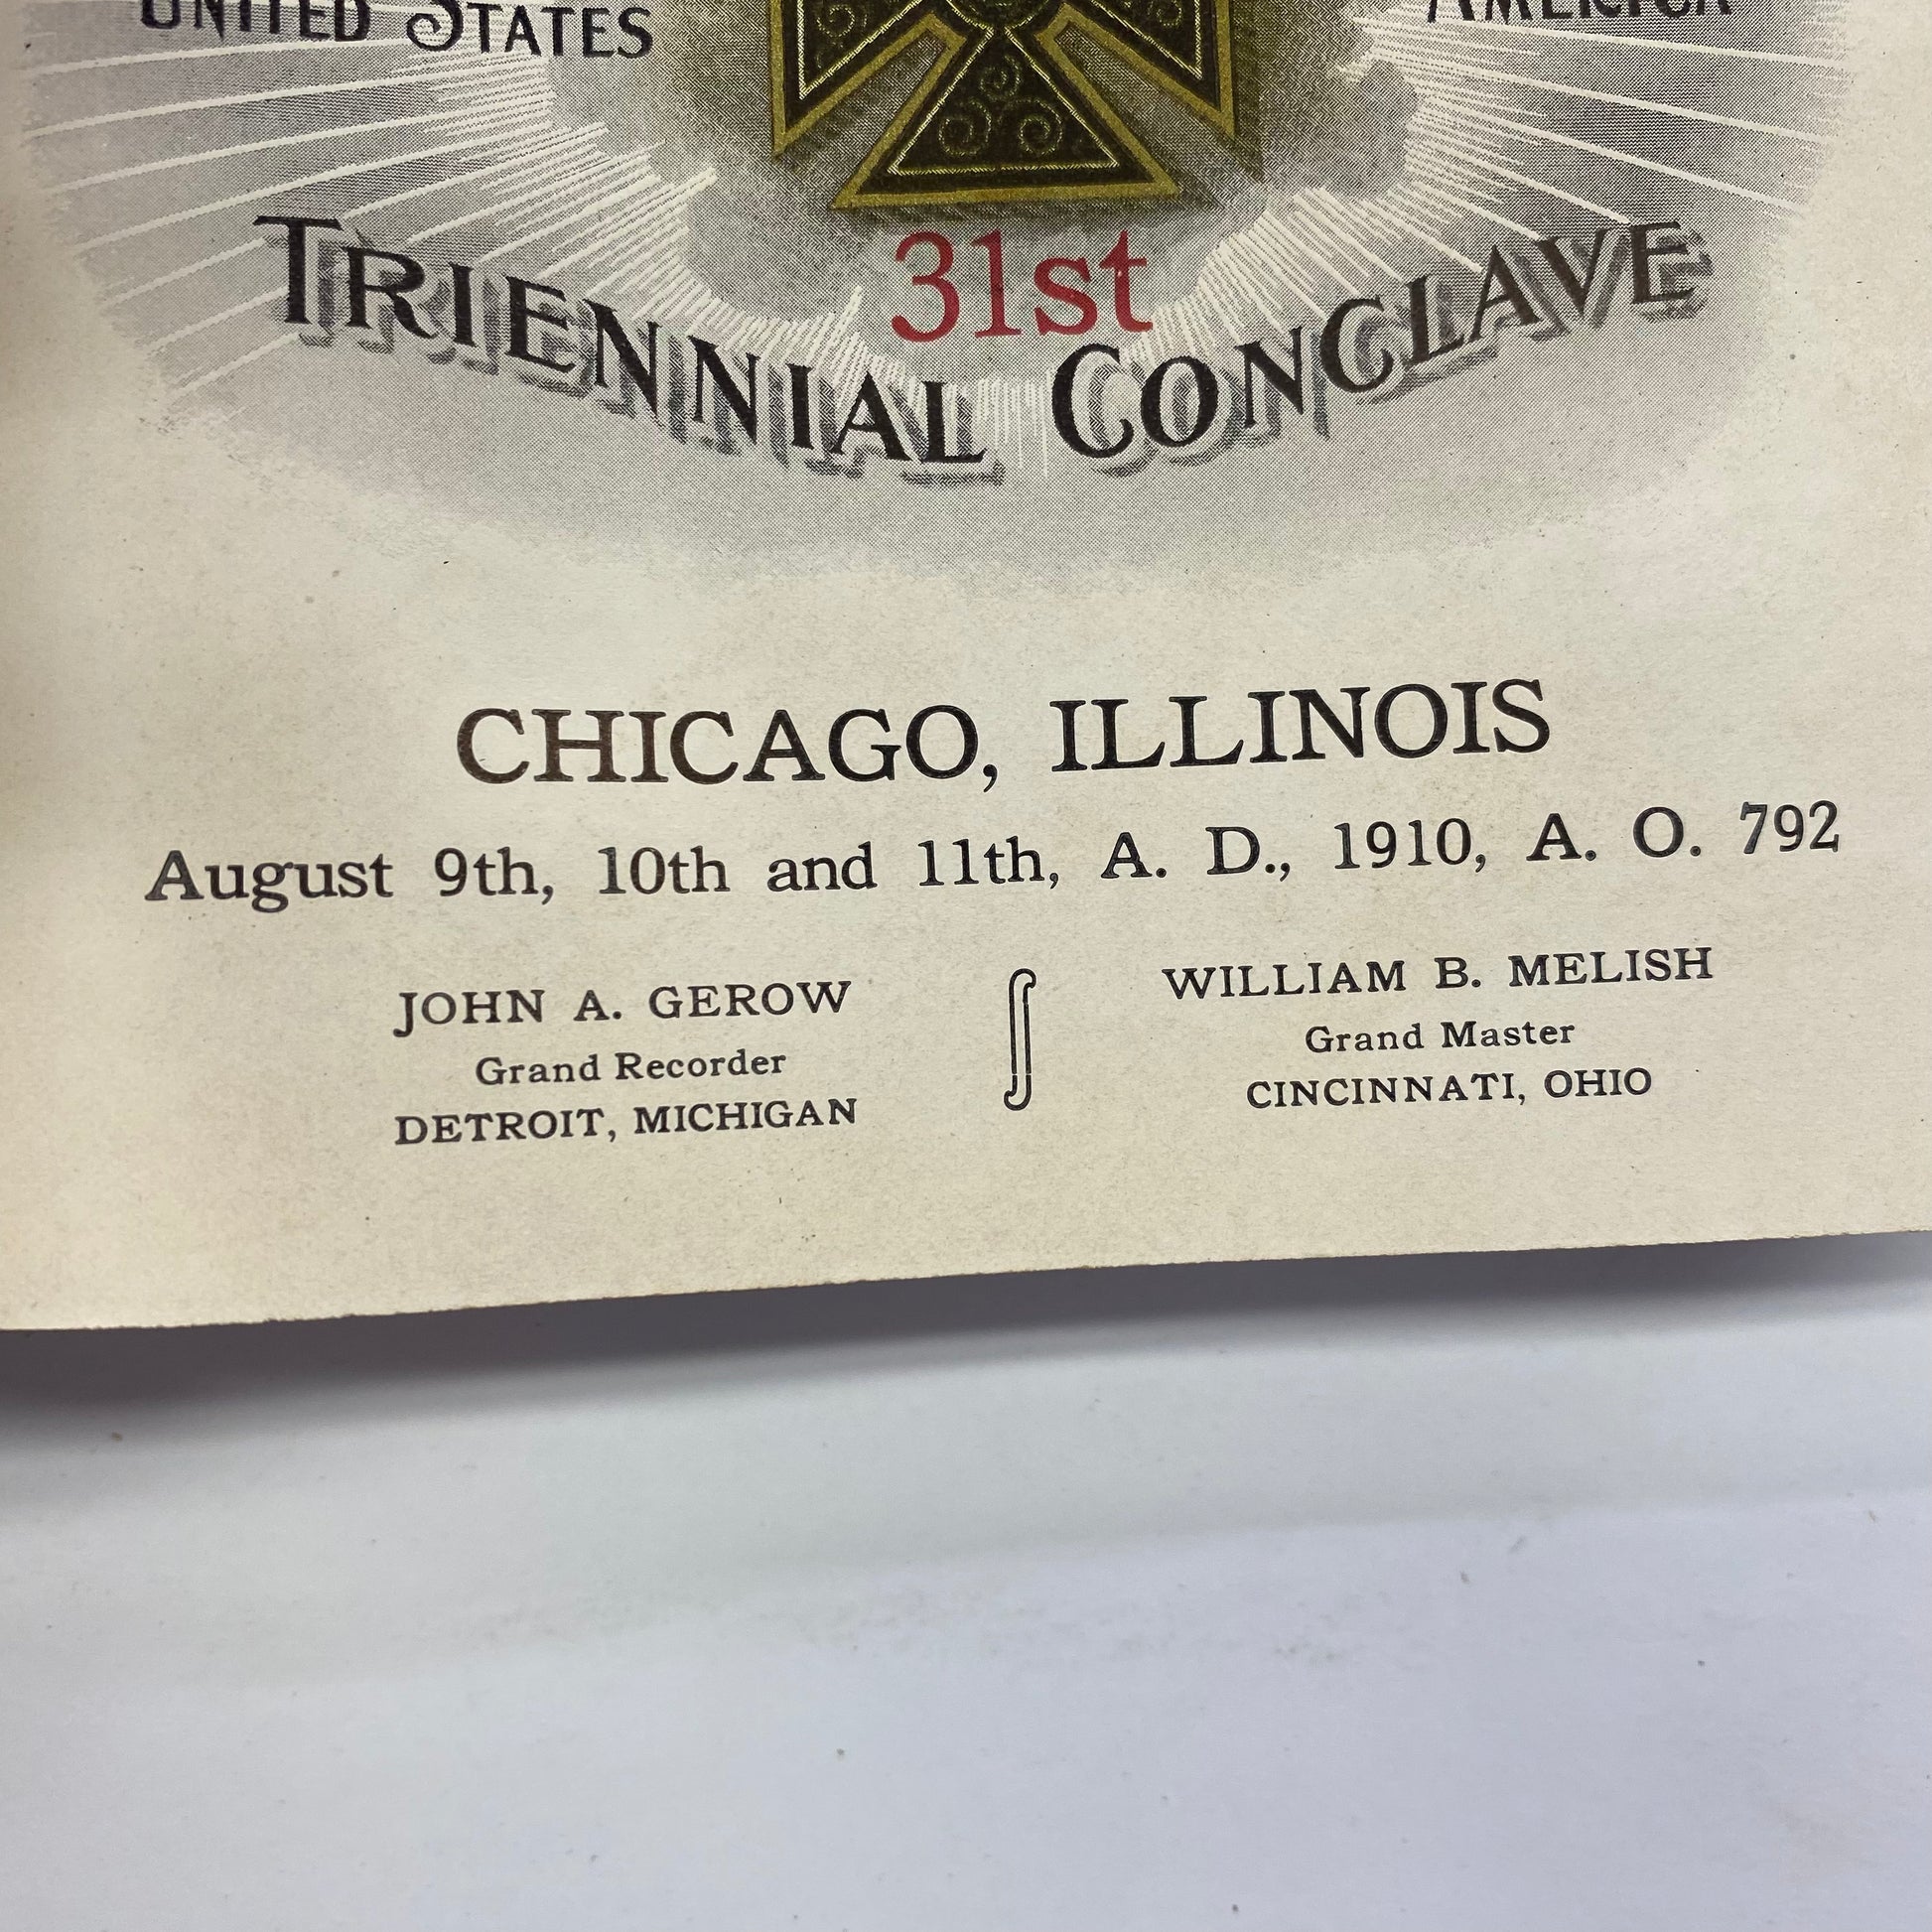 UNITED STATES
AMERICA
31st
TRIENNIAL CONCLAVE
CHICAGO, ILLINOIS
August 9th, 10th and 11th, A. D., 1910, A. O. 792
JOHN A. GEROW
Grand Recorder
DETROIT, MICHIGAN
WILLIAM B. MELISH
Grand Master
CINCINNATI, OHIO